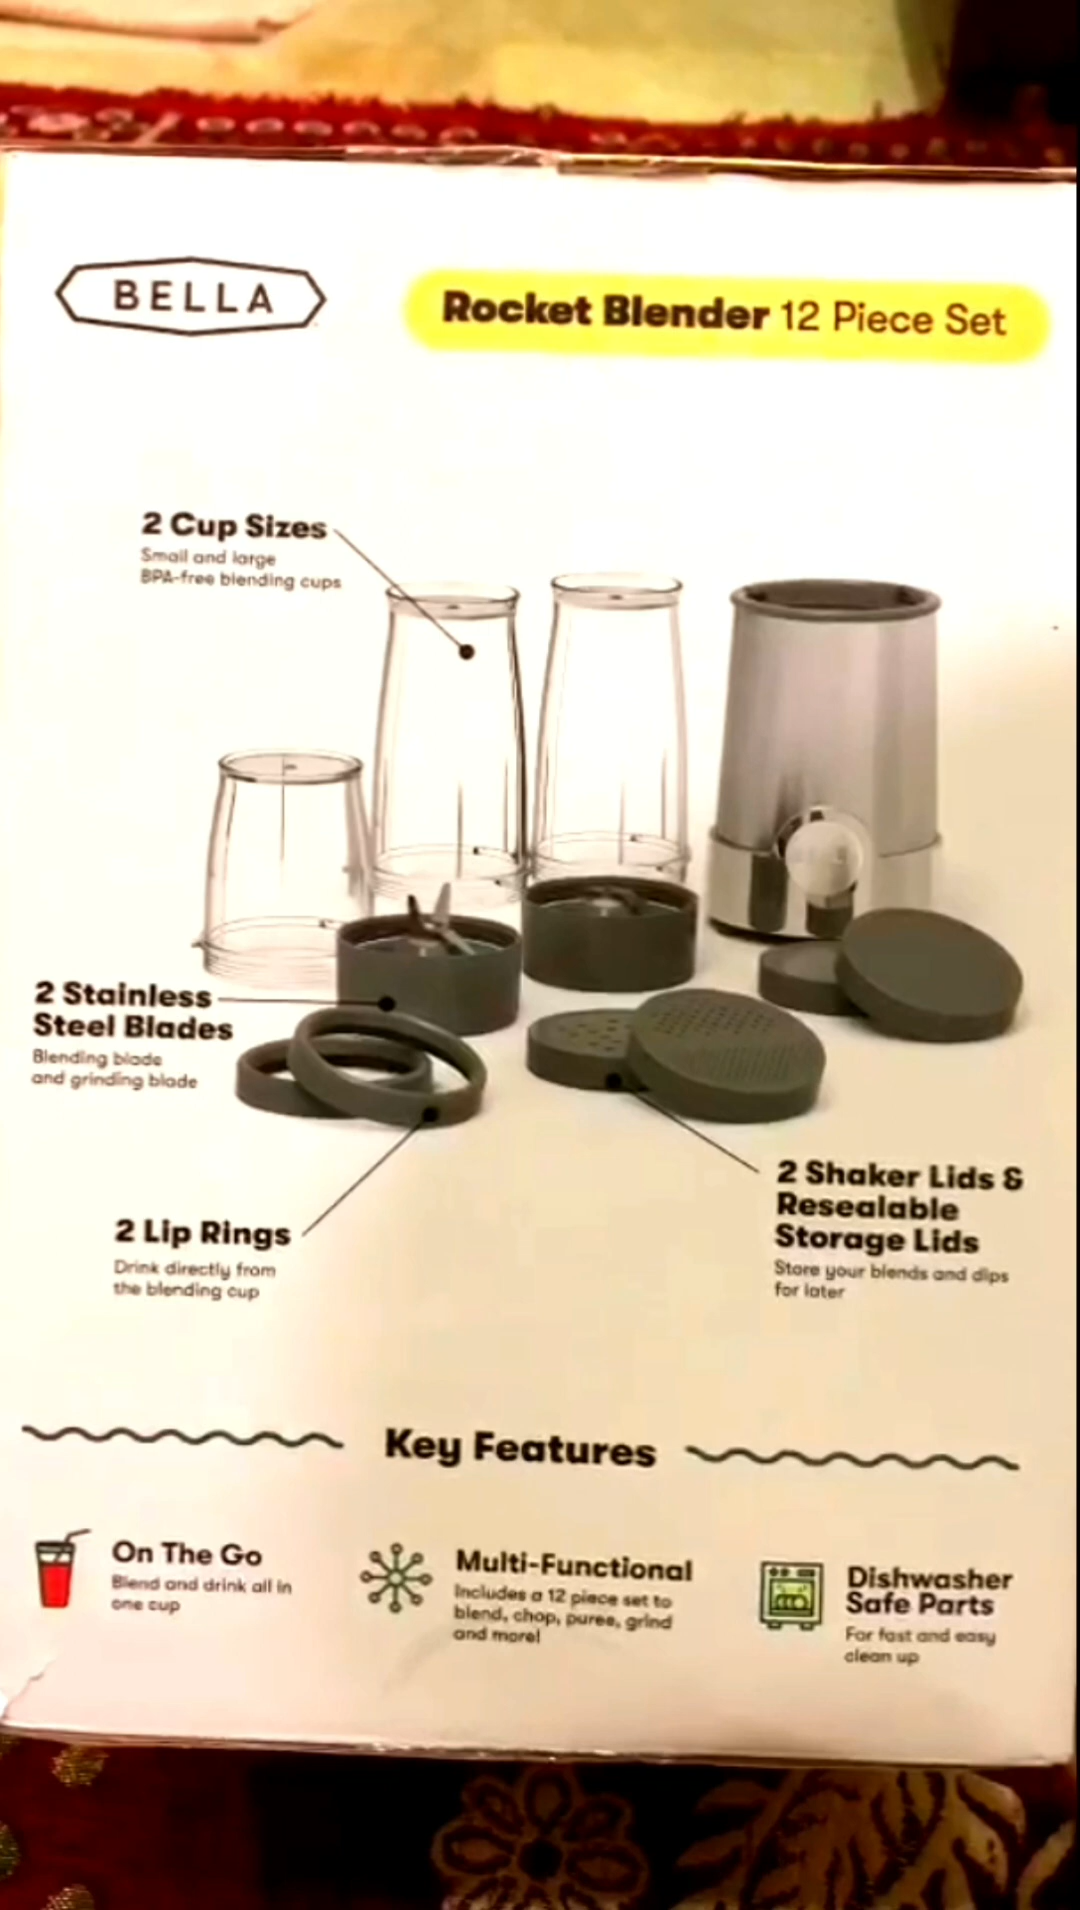 BELLA
Rocket Blender 12 Piece Set
2 Cup Sizes
Small and large
BPA-free blending cups
2 Stainless
Steel Blades
Blending blade
and grinding blade
2 Lip Rings
Drink directly from
the blending cup
2 Shaker Lids &
Resealable
Storage Lids
Store your blends and dips
for later
Key Features
On The Go
Blend and drink all in
one cup
Multi-Functional
Includes a 12 piece set to
blend, chop, puree, grind
and more!
Dishwasher
Safe Parts
For fast and easy
clean up